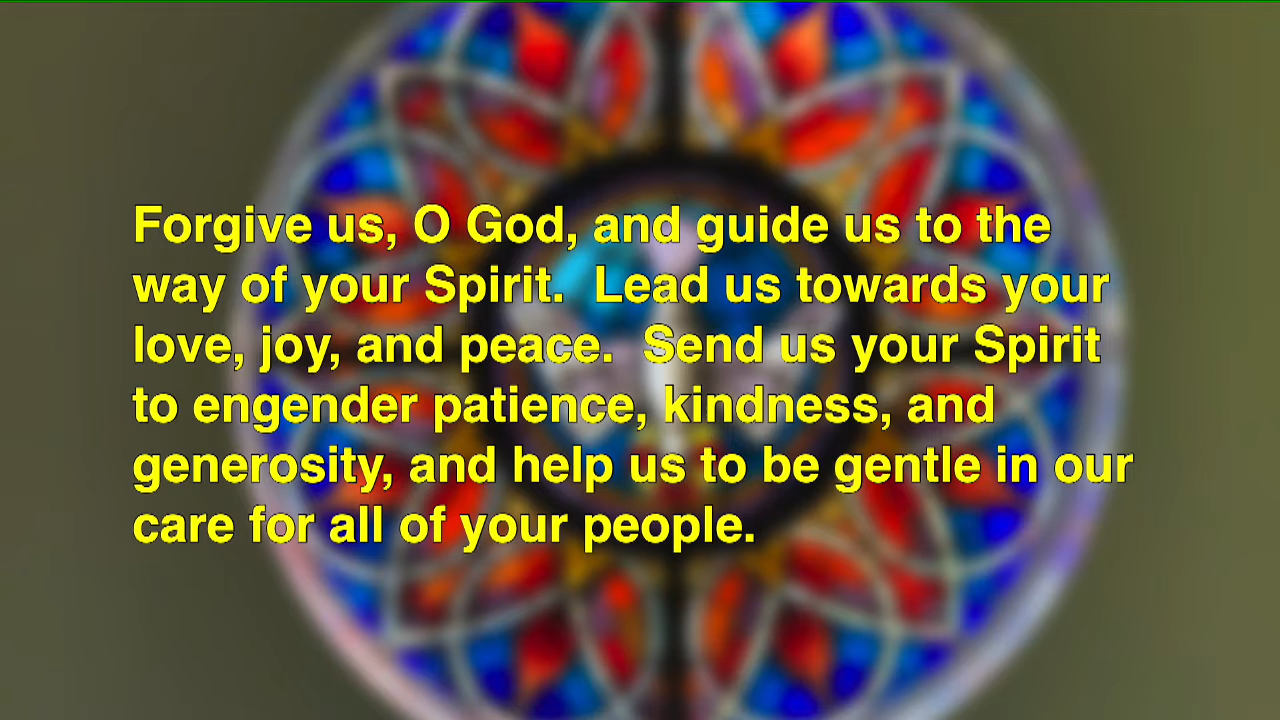 Forgive us, O God, and guide us to the
way of your Spirit.  Lead us towards your
love, joy, and peace.  Send us your Spirit
to engender patience, kindness, and
generosity, and help us to be gentle in our
care for all of your people.